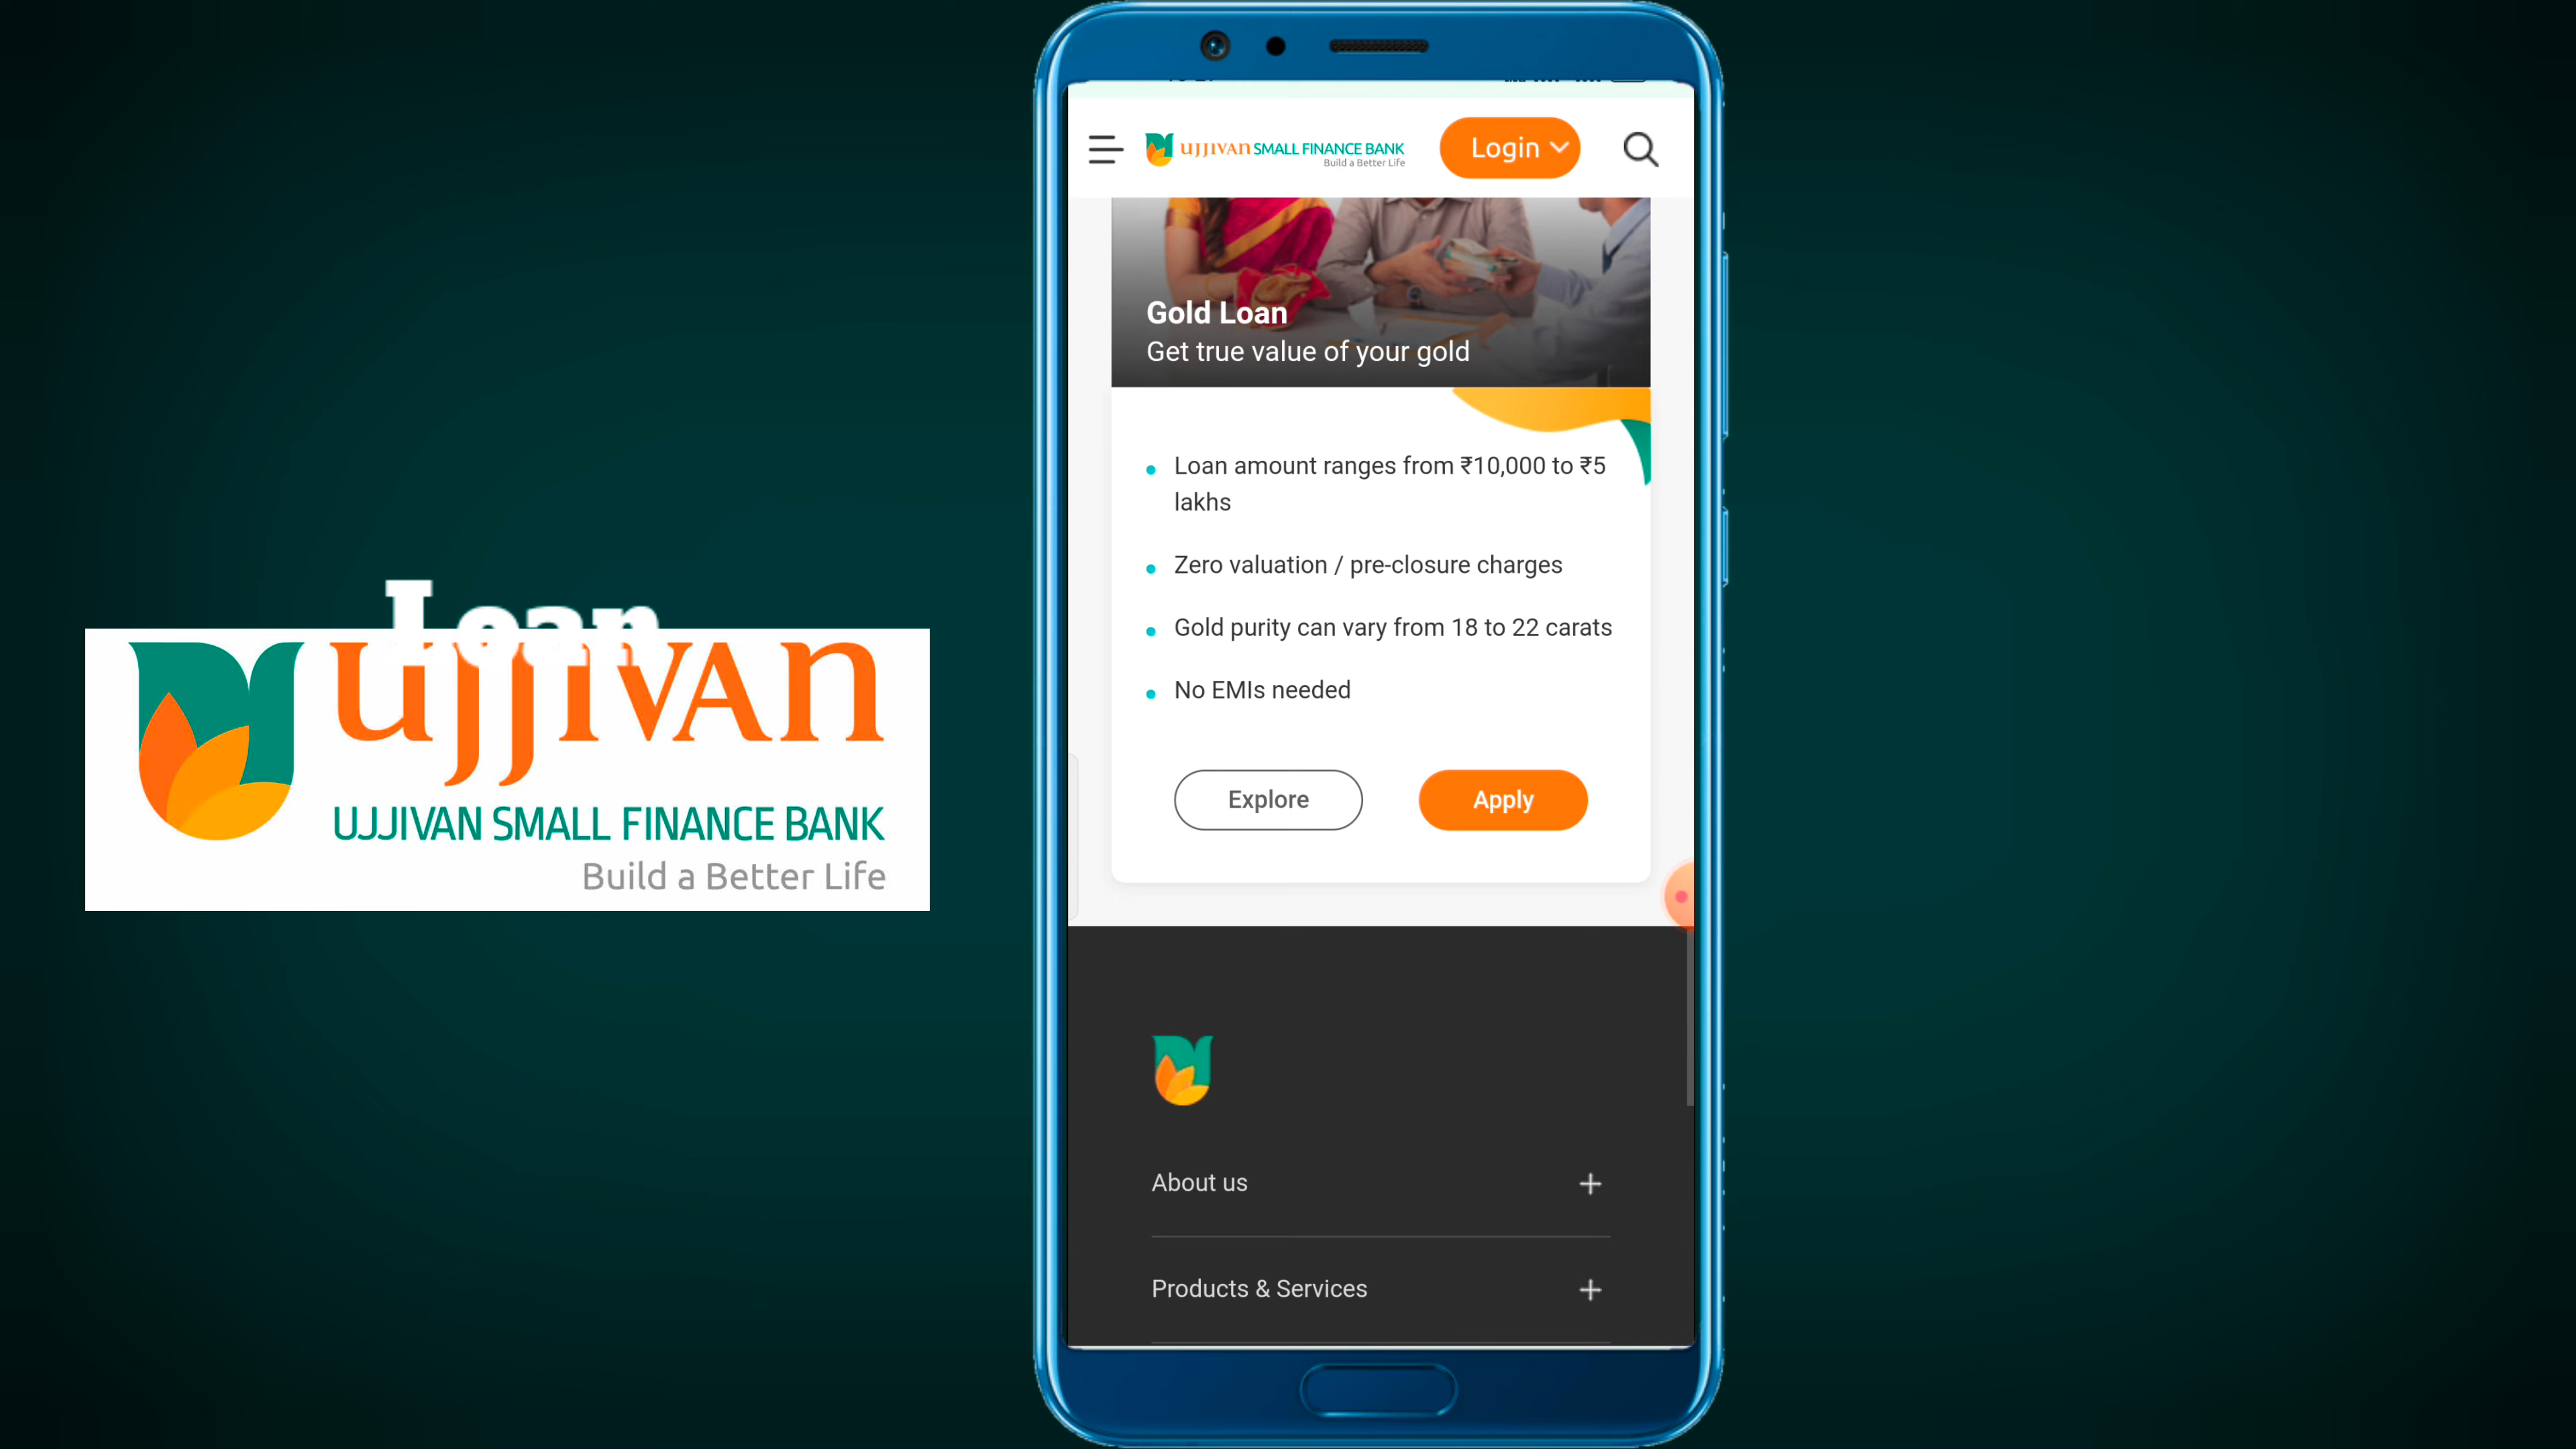 Loan
ujjivan
UJJIVAN SMALL FINANCE BANK
Build a Better Life
ujjivan SMALL FINANCE BANK
Build a Better Life
Login
Gold Loan
Get true value of your gold
Loan amount ranges from ₹10,000 to ₹5
lakhs
Zero valuation / pre-closure charges
Gold purity can vary from 18 to 22 carats
No EMIs needed
Explore
Apply
About us
Products & Services